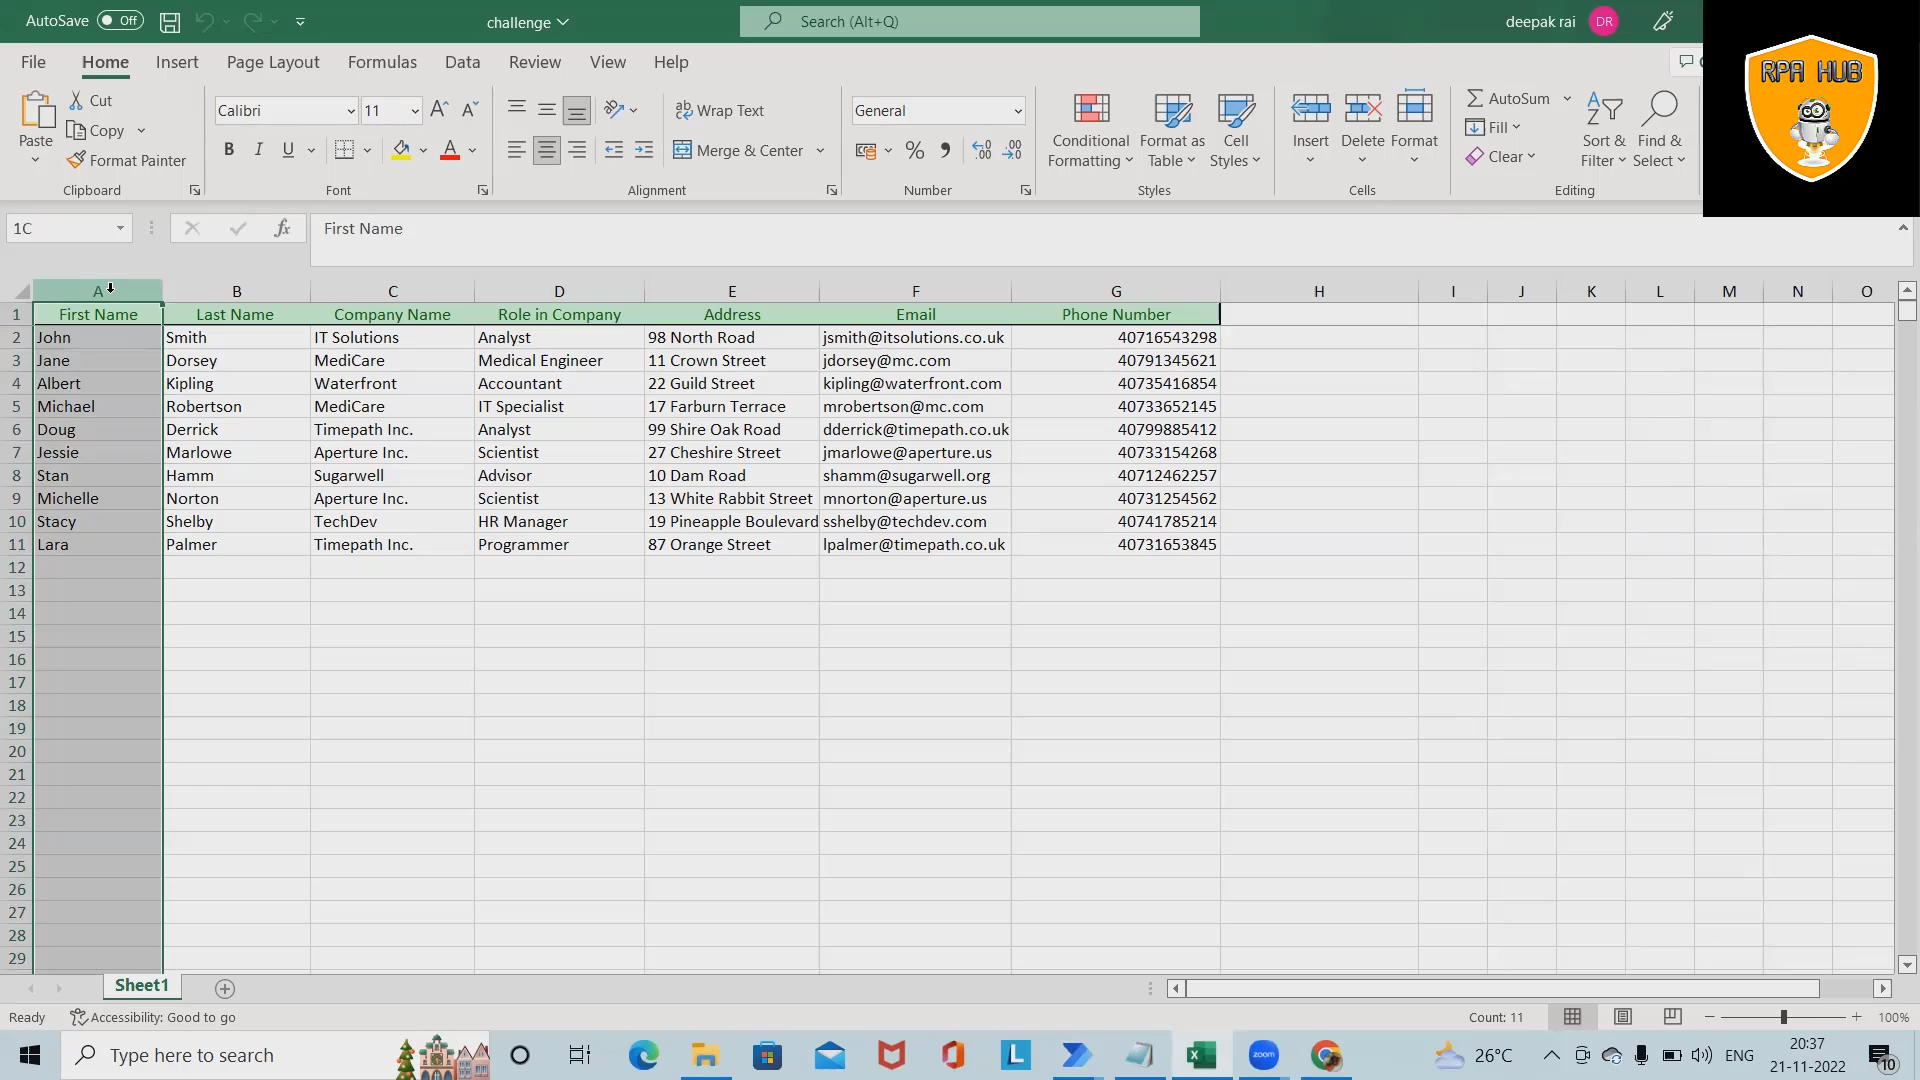 AutoSave Off challenge Search (Alt+Q) deepak rai DR
RPA HUB
File Home Insert Page Layout Formulas Data Review View Help
Paste Cut Copy Format Painter
Clipboard
Calibri 11
B I U
Font
Wrap Text
Merge & Center
Alignment
General
Number
Conditional Formatting Format as Table Cell Styles
Styles
Insert Delete Format
Cells
AutoSum Fill Clear Sort & Filter Find & Select
Editing
1C fx First Name
A B C D E F G H I J K L M N O
1 First Name Last Name Company Name Role in Company Address Email Phone Number
2 John Smith IT Solutions Analyst 98 North Road jsmith@itsolutions.co.uk 40716543298
3 Jane Dorsey MediCare Medical Engineer 11 Crown Street jdorsey@mc.com 40791345621
4 Albert Kipling Waterfront Accountant 22 Guild Street kipling@waterfront.com 40735416854
5 Michael Robertson MediCare IT Specialist 17 Farburn Terrace mrobertson@mc.com 40733652145
6 Doug Derrick Timepath Inc. Analyst 99 Shire Oak Road dderrick@timepath.co.uk 40799885412
7 Jessie Marlowe Aperture Inc. Scientist 27 Cheshire Street jmarlowe@aperture.us 40733154268
8 Stan Hamm Sugarwell Advisor 10 Dam Road shamm@sugarwell.org 40712462257
9 Michelle Norton Aperture Inc. Scientist 13 White Rabbit Street mnorton@aperture.us 40731254562
10 Stacy Shelby TechDev HR Manager 19 Pineapple Boulevard sshelby@techdev.com 40741785214
11 Lara Palmer Timepath Inc. Programmer 87 Orange Street lpalmer@timepath.co.uk 40731653845
12
13
14
15
16
17
18
19
20
21
22
23
24
25
26
27
28
29
Sheet1
Ready Accessibility: Good to go Count: 11 100%
Type here to search L zoom 26°C ENG 20:37
21-11-2022 10